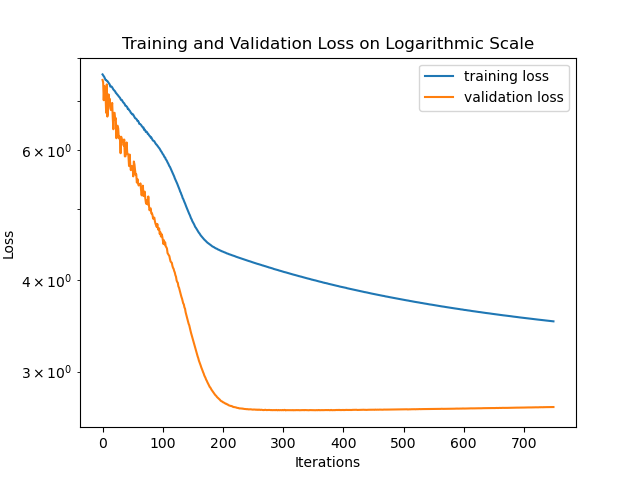 Training and Validation Loss on Logarithmic Scale
training loss
validation loss
Loss
6 × 10⁰
4 × 10⁰
3 × 10⁰
0 100 200 300 400 500 600 700
Iterations